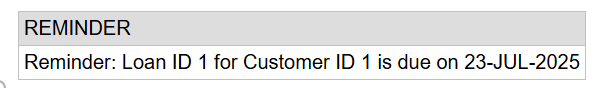 REMINDER
Reminder: Loan ID 1 for Customer ID 1 is due on 23-JUL-2025